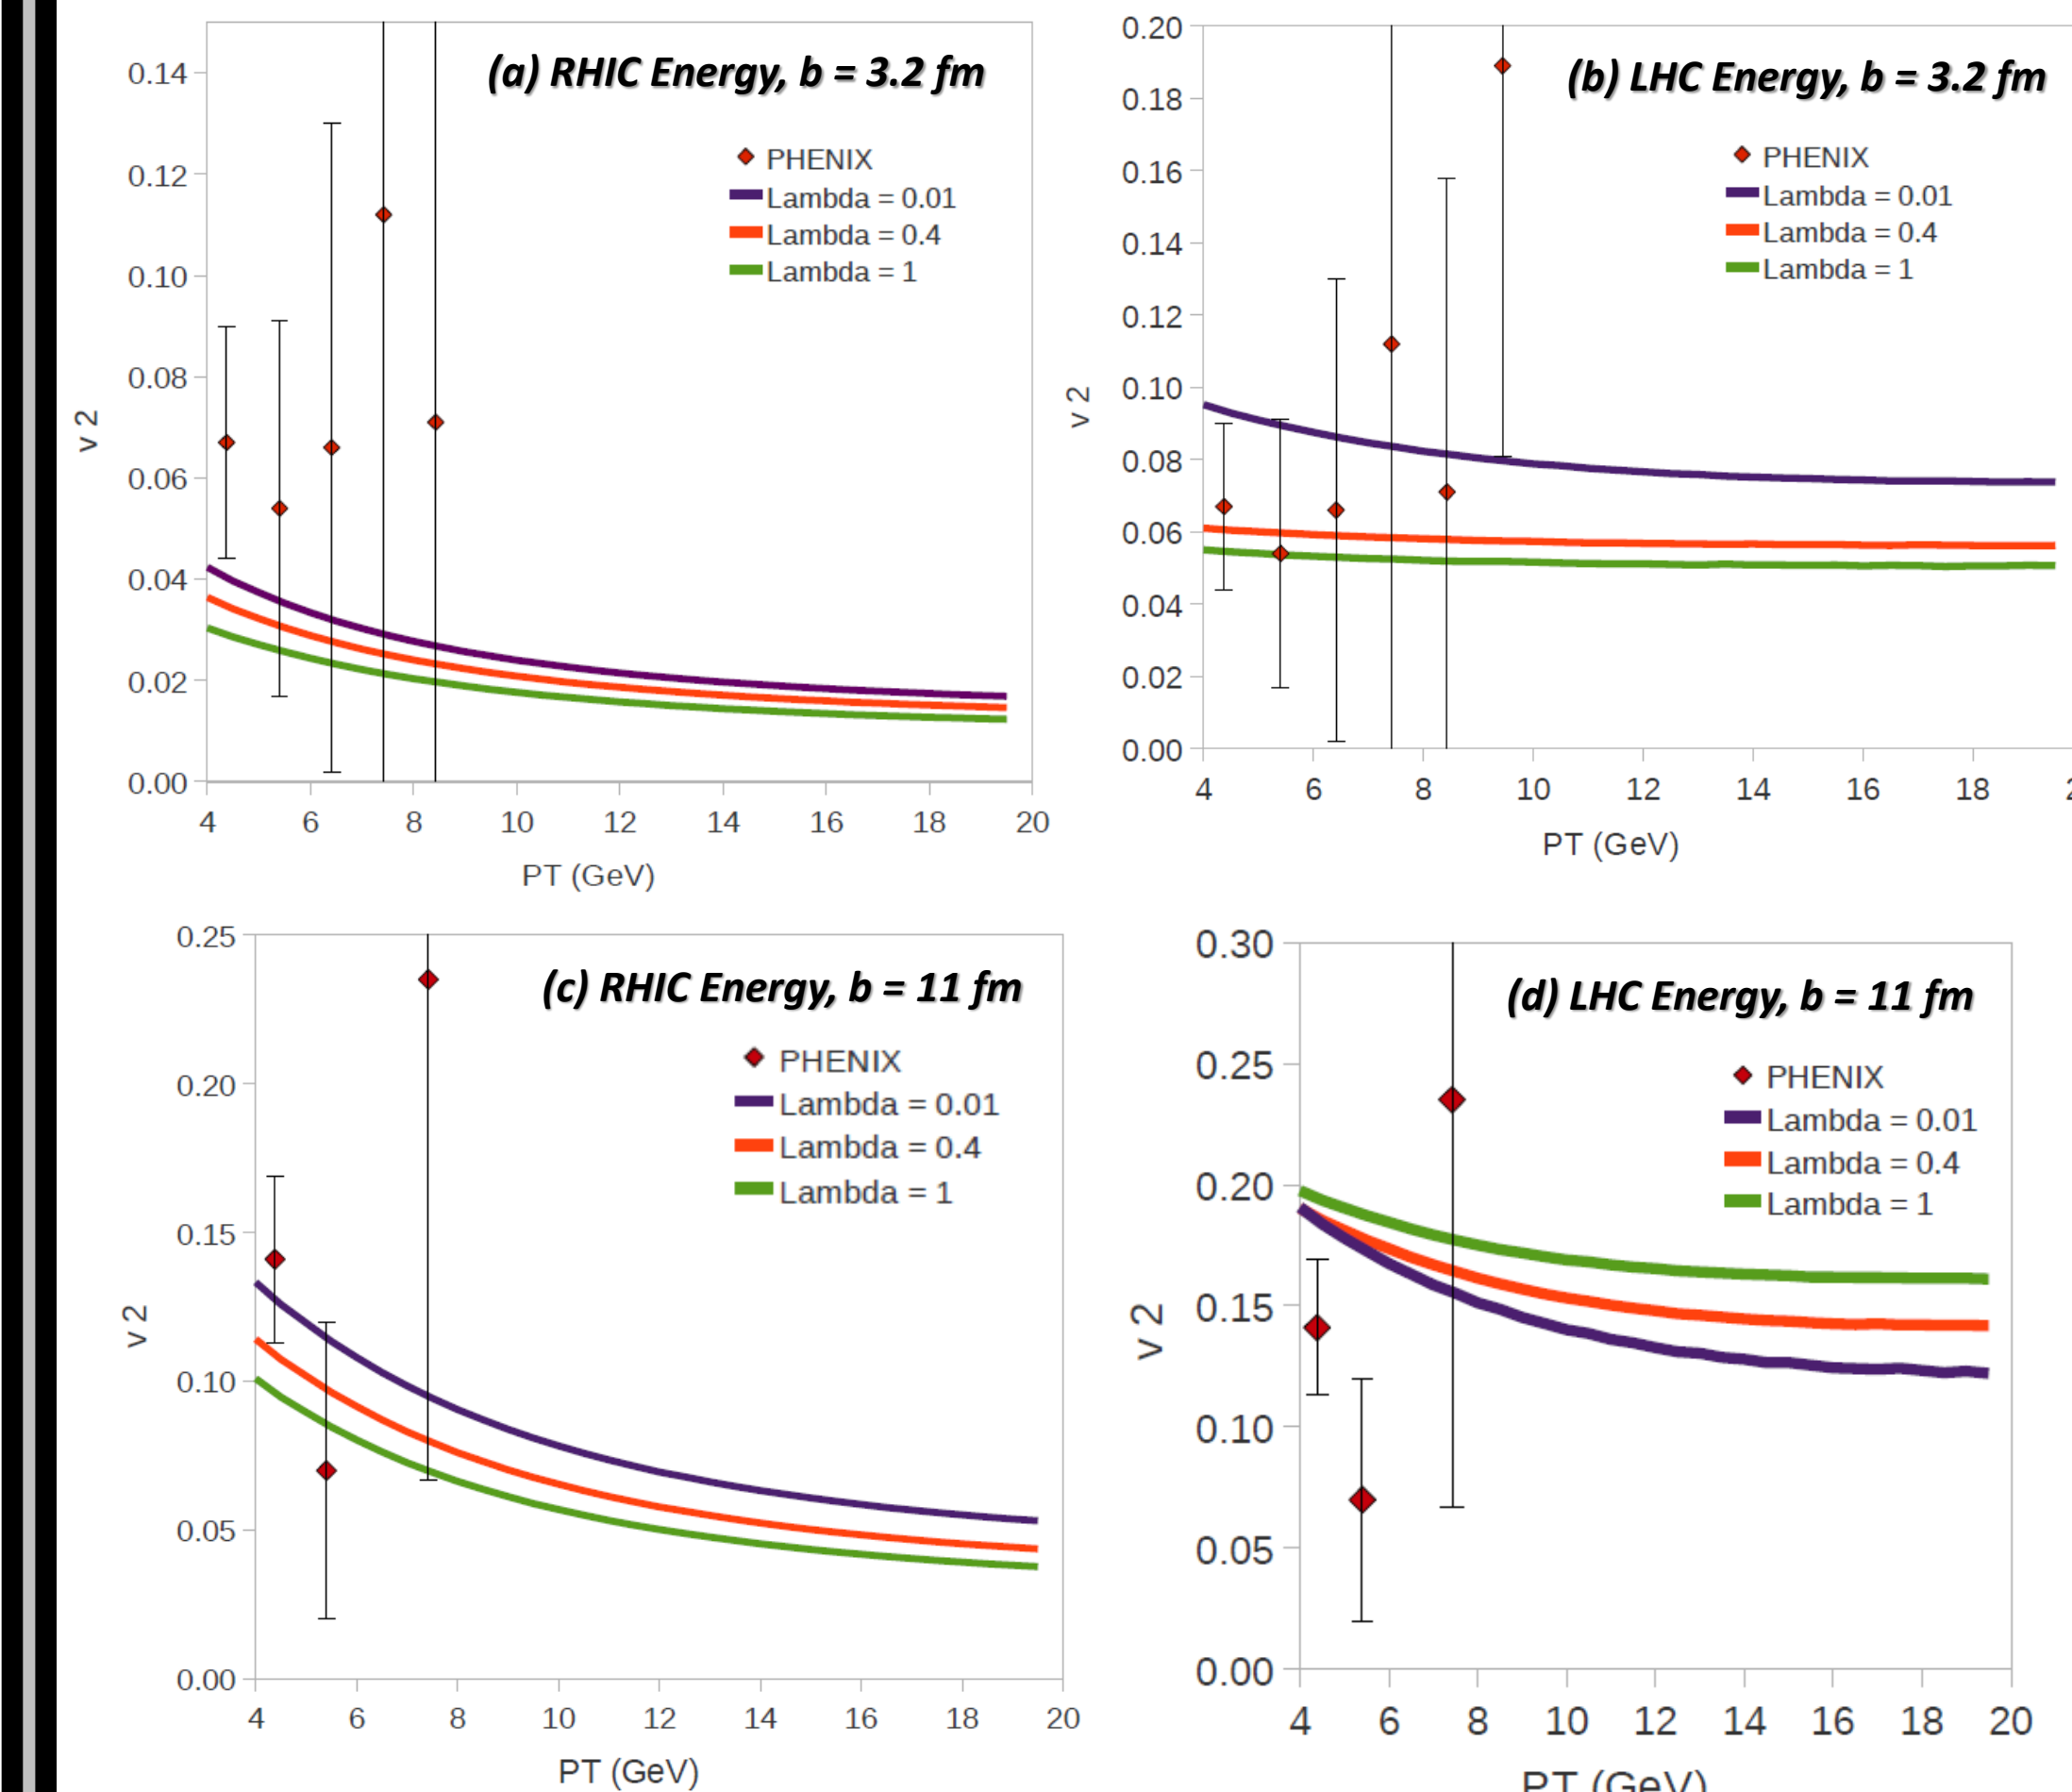 (a) RHIC Energy, b = 3.2 fm
PHENIX
Lambda = 0.01
Lambda = 0.4
Lambda = 1
0.14
0.12
0.10
0.08
0.06
0.04
0.02
0.00
v 2
4 6 8 10 12 14 16 18 20
PT (GeV)
(b) LHC Energy, b = 3.2 fm
PHENIX
Lambda = 0.01
Lambda = 0.4
Lambda = 1
0.20
0.18
0.16
0.14
0.12
0.10
0.08
0.06
0.04
0.02
0.00
v 2
4 6 8 10 12 14 16 18
PT (GeV)
(c) RHIC Energy, b = 11 fm
PHENIX
Lambda = 0.01
Lambda = 0.4
Lambda = 1
0.25
0.20
0.15
0.10
0.05
0.00
v 2
4 6 8 10 12 14 16 18 20
PT (GeV)
(d) LHC Energy, b = 11 fm
PHENIX
Lambda = 0.01
Lambda = 0.4
Lambda = 1
0.30
0.25
0.20
0.15
0.10
0.05
0.00
v 2
4 6 8 10 12 14 16 18 20
PT (GeV)